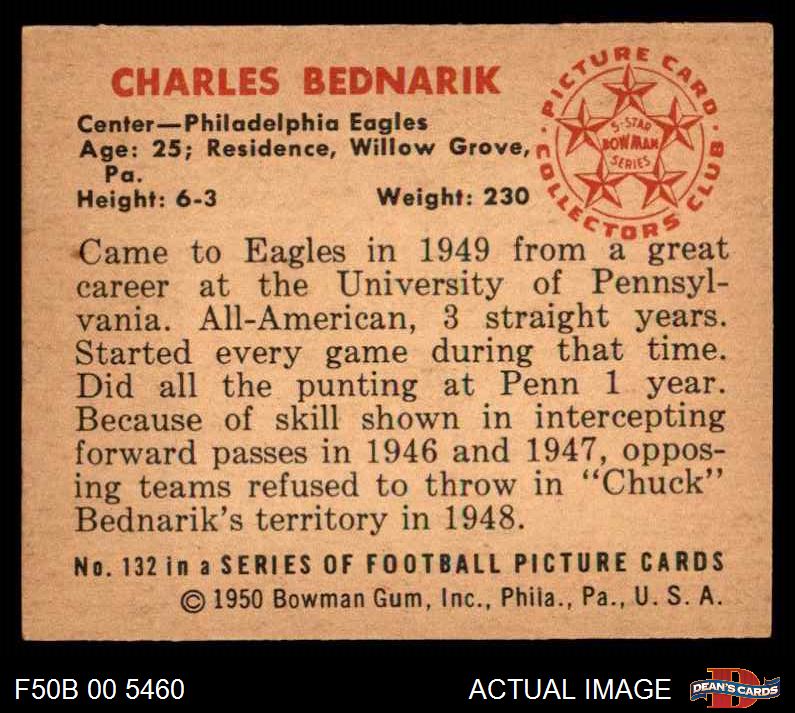 CHARLES BEDNARIK
Center—Philadelphia Eagles
Age: 25; Residence, Willow Grove,
Pa.
Height: 6-3 Weight: 230
PICTURE CARD
COLLECTORS CLUB
5-STAR
BOWMAN
SERIES
Came to Eagles in 1949 from a great
career at the University of Pennsyl-
vania. All-American, 3 straight years.
Started every game during that time.
Did all the punting at Penn 1 year.
Because of skill shown in intercepting
forward passes in 1946 and 1947, oppos-
ing teams refused to throw in "Chuck"
Bednarik's territory in 1948.
No. 132 in a SERIES OF FOOTBALL PICTURE CARDS
© 1950 Bowman Gum, Inc., Phila., Pa., U. S. A.
F50B 00 5460 ACTUAL IMAGE
D
DEAN'S CARDS